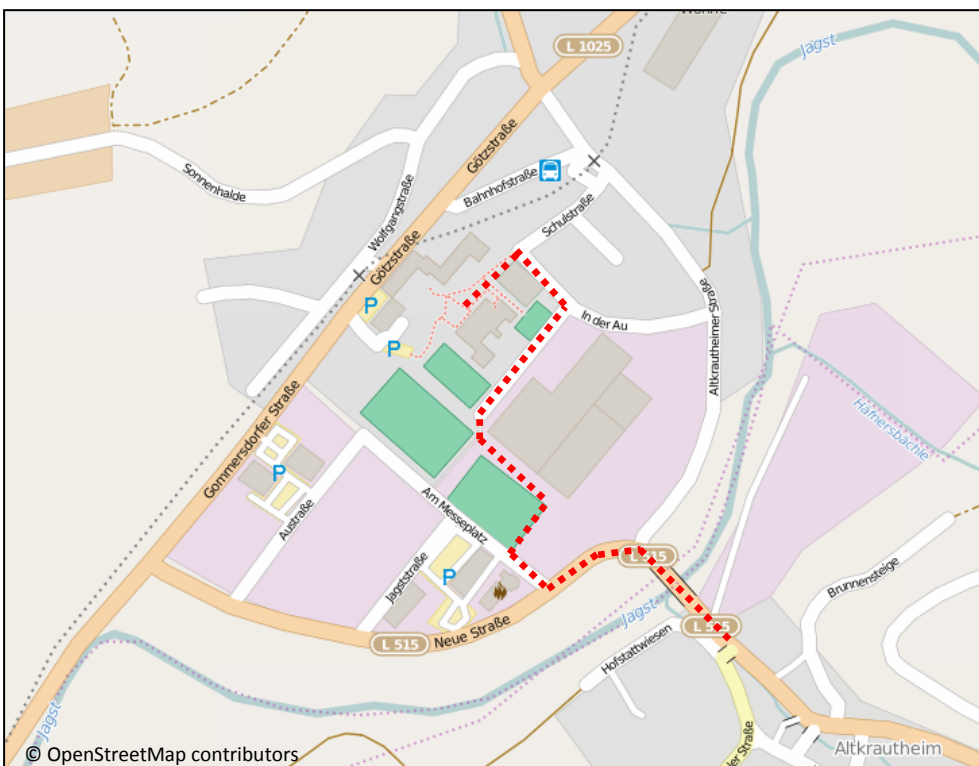 L 1025
Jagst
Götzstraße
Bahnhofstraße
Sonnenhalde
Wolfgangstraße
Schulstraße
Götzstraße
P
In der Au
Altkrautheimer Straße
P
Gommersdorfer Straße
Häfnersbächle
P
Am Messeplatz
Austraße
L 515
P
Jagststraße
Brunnensteige
Jagst
L 515
L 515
Neue Straße
Hofstattwiesen
Jagst
Altkrautheim
© OpenStreetMap contributors